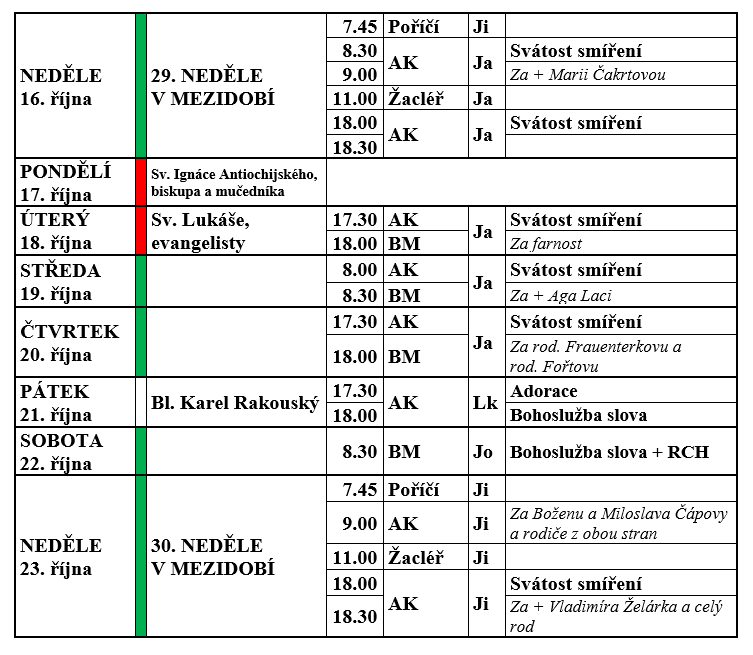 NEDĚLE
16. října
29. NEDĚLE
V MEZIDOBÍ
7.45 Poříčí Ji
8.30 AK Ja Svátost smíření
9.00 Za + Marii Čakrtovou
11.00 Žacléř Ja
18.00 AK Ja Svátost smíření
18.30
PONDĚLÍ
17. října
Sv. Ignáce Antiochijského,
biskupa a mučedníka
ÚTERÝ
18. října
Sv. Lukáše,
evangelisty
17.30 AK Ja Svátost smíření
18.00 BM Za farnost
STŘEDA
19. října
8.00 AK Ja Svátost smíření
8.30 BM Za + Aga Laci
ČTVRTEK
20. října
17.30 AK Ja Svátost smíření
18.00 BM Za rod. Frauenterkovu a
rod. Fořtovu
PÁTEK
21. října
Bl. Karel Rakouský
17.30 AK Lk Adorace
18.00 Bohoslužba slova
SOBOTA
22. října
8.30 BM Jo Bohoslužba slova + RCH
NEDĚLE
23. října
30. NEDĚLE
V MEZIDOBÍ
7.45 Poříčí Ji
9.00 AK Ji Za Boženu a Miloslava Čápovy
a rodiče z obou stran
11.00 Žacléř Ji
18.00 AK Ji Svátost smíření
18.30 Za + Vladimíra Želárka a celý
rod